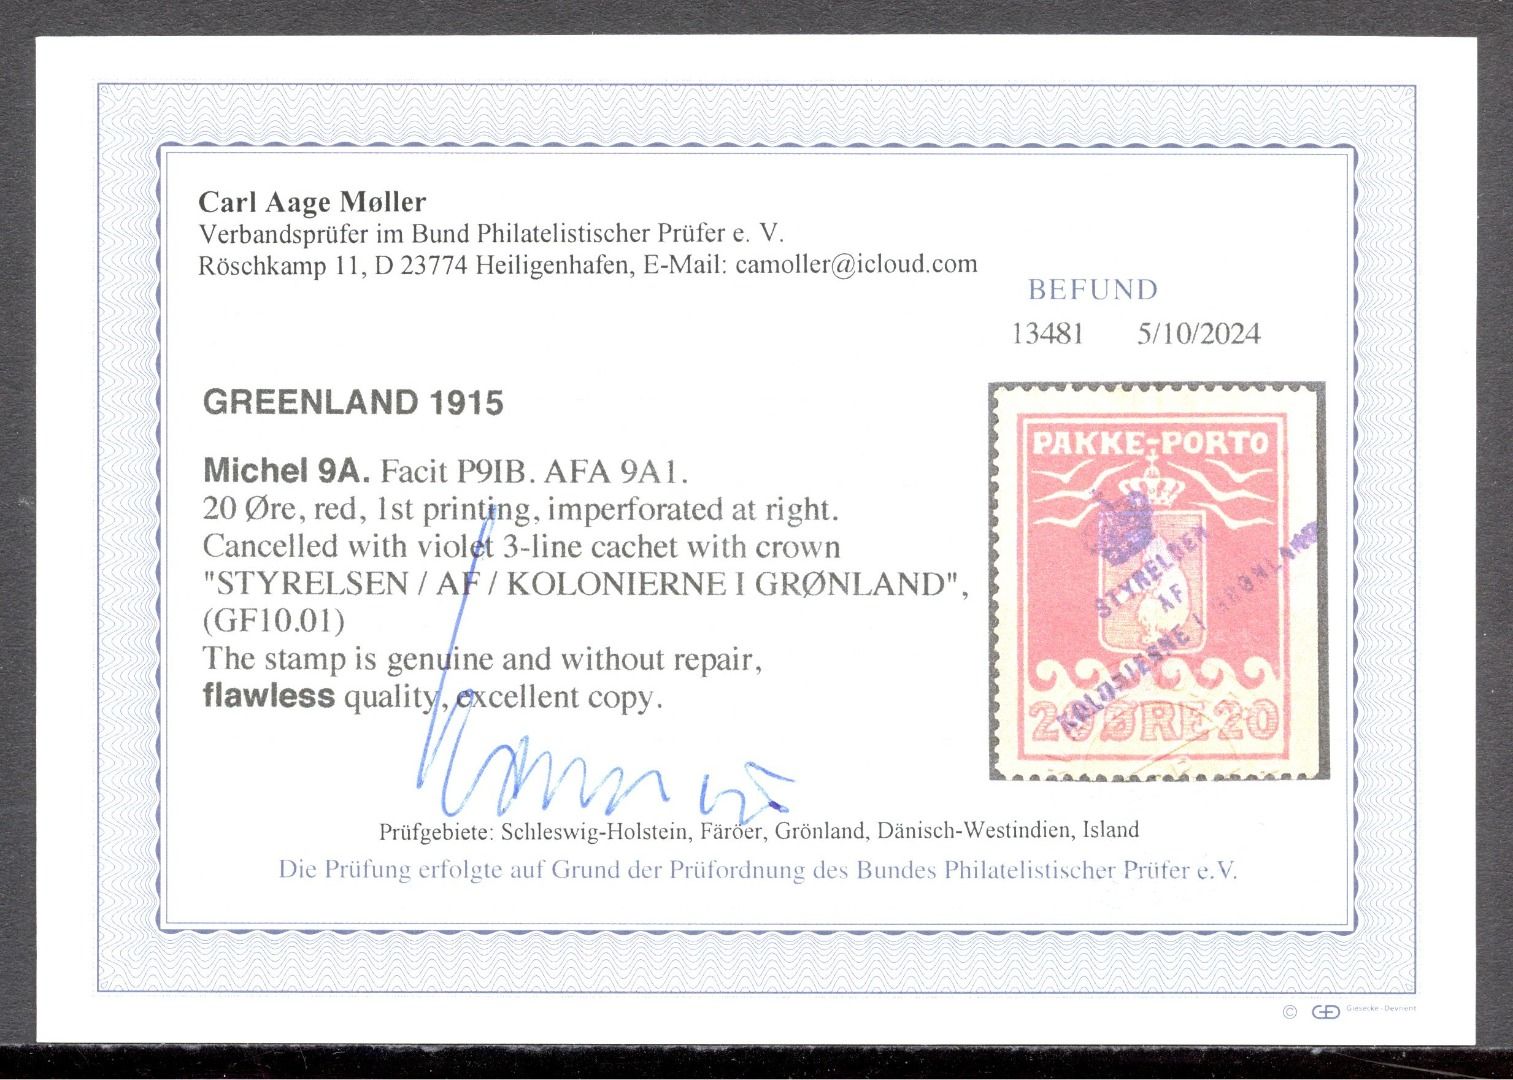 Carl Aage Møller
Verbandsprüfer im Bund Philatelistischer Prüfer e. V.
Röschkamp 11, D 23774 Heiligenhafen, E-Mail: camoller@icloud.com
BEFUND
13481 5/10/2024
GREENLAND 1915
Michel 9A. Facit P9IB. AFA 9A1.
20 Øre, red, 1st printing, imperforated at right.
Cancelled with violet 3-line cachet with crown
"STYRELSEN / AF / KOLONIERNE I GRØNLAND",
(GF10.01)
The stamp is genuine and without repair,
flawless quality, excellent copy.
PAKKE-PORTO
STYRELSEN
AF
KOLONIERNE I GRØNLAND
20 ØRE 20
Prüfgebiete: Schleswig-Holstein, Färöer, Grönland, Dänisch-Westindien, Island
Die Prüfung erfolgte auf Grund der Prüfordnung des Bundes Philatelistischer Prüfer e.V.
© GD Giesecke-Devrient